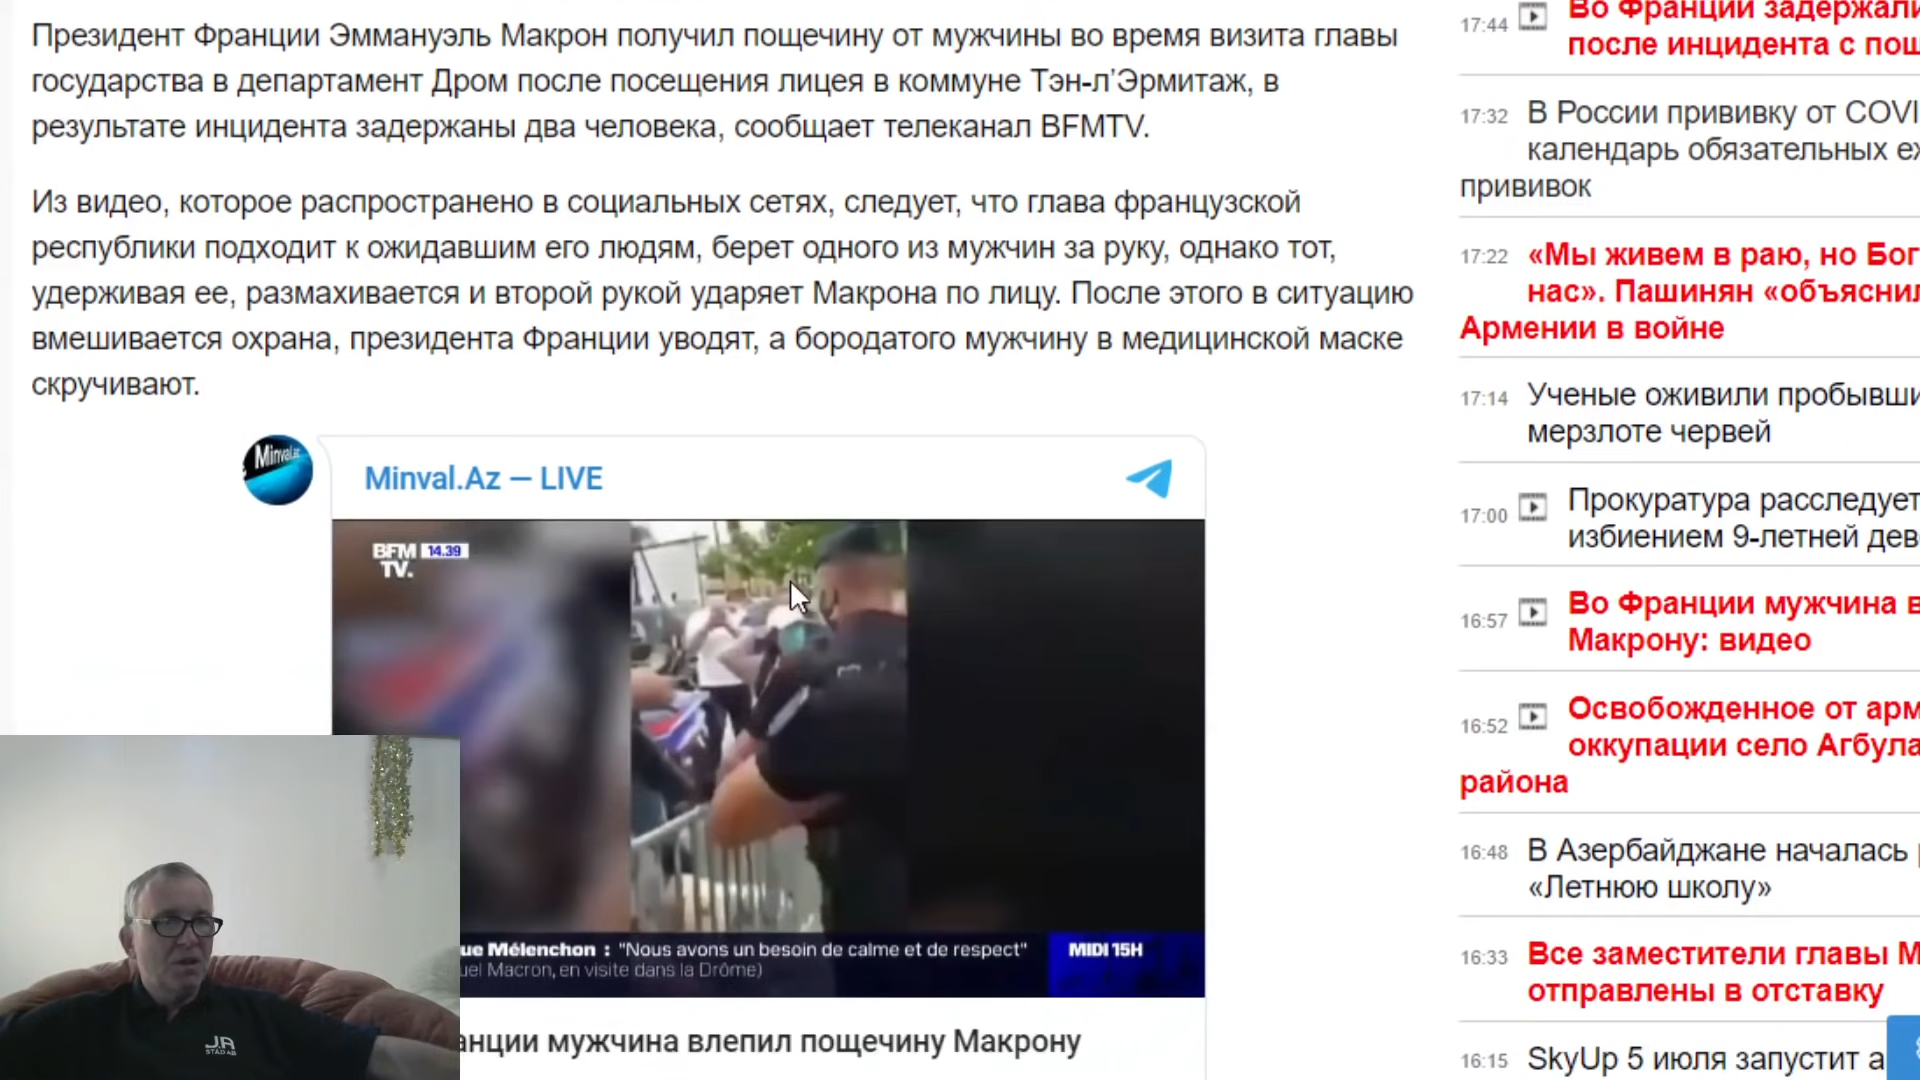 Президент Франции Эммануэль Макрон получил пощечину от мужчины во время визита главы
государства в департамент Дром после посещения лицея в коммуне Тэн-л’Эрмитаж, в
результате инцидента задержаны два человека, сообщает телеканал BFMTV.
Из видео, которое распространено в социальных сетях, следует, что глава французской
республики подходит к ожидавшим его людям, берет одного из мужчин за руку, однако тот,
удерживая ее, размахивается и второй рукой ударяет Макрона по лицу. После этого в ситуацию
вмешивается охрана, президента Франции уводят, а бородатого мужчину в медицинской маске
скручивают.
Minval.az
Minval.Az — LIVE
BFM 14.39
TV.
ue Mélenchon : "Nous avons un besoin de calme et de respect"
uel Macron, en visite dans la Drôme)
MIDI 15H
анции мужчина влепил пощечину Макрону
J.A
STÄD AB
17:44 Во Франции задержали
после инцидента с пощ
17:32 В России прививку от COVI
календарь обязательных еж
прививок
17:22 «Мы живем в раю, но Бог
нас». Пашинян «объяснил
Армении в войне
17:14 Ученые оживили пробывши
мерзлоте червей
17:00 Прокуратура расследует
избиением 9-летней дев
16:57 Во Франции мужчина в
Макрону: видео
16:52 Освобожденное от арм
оккупации село Агбула
района
16:48 В Азербайджане началась р
«Летнюю школу»
16:33 Все заместители главы М
отправлены в отставку
16:15 SkyUp 5 июля запустит а